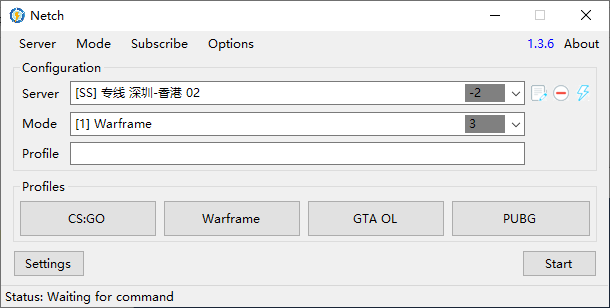 Netch
Server Mode Subscribe Options 1.3.6 About
Configuration
Server [SS] 专线 深圳-香港 02 -2
Mode [1] Warframe 3
Profile
Profiles
CS:GO Warframe GTA OL PUBG
Settings Start
Status: Waiting for command